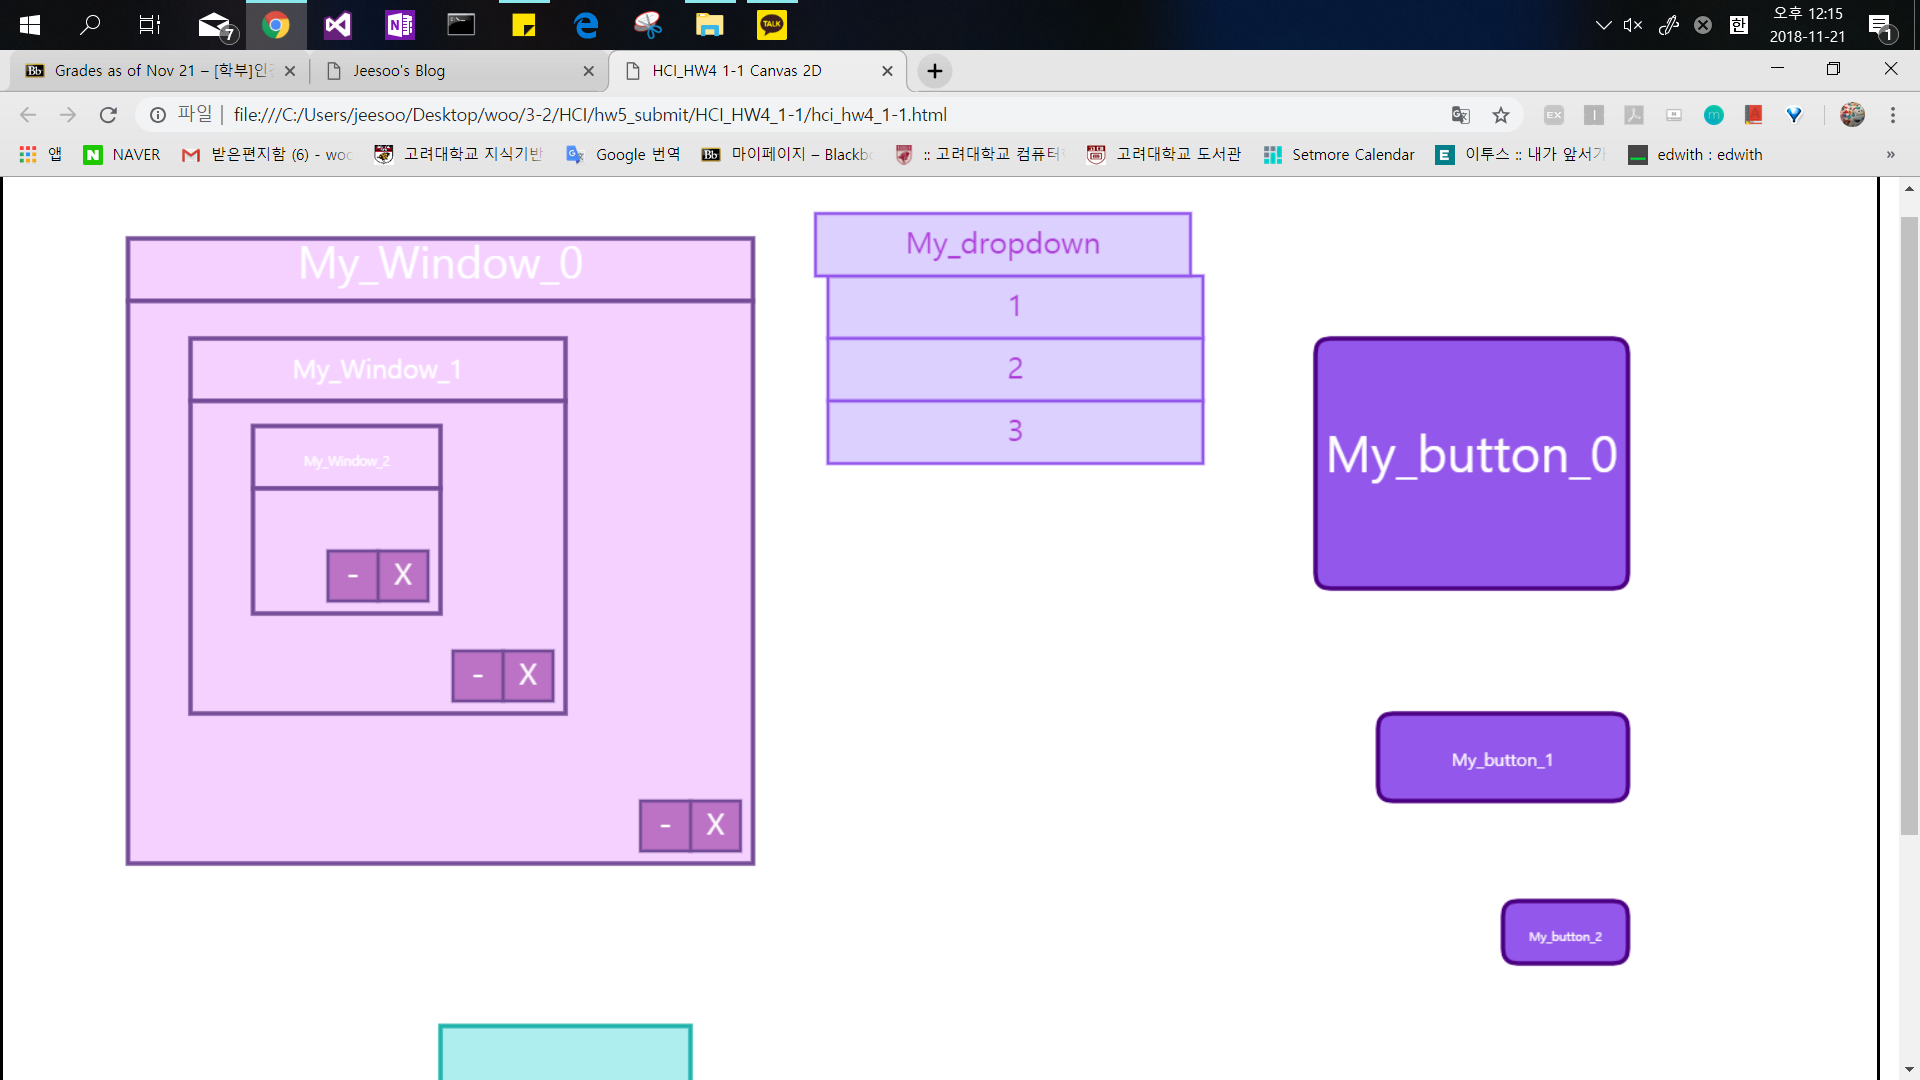 7
TALK
한
오후 12:15
2018-11-21
1
Bb Grades as of Nov 21 – [학부]인
Jeesoo's Blog
HCI_HW4 1-1 Canvas 2D
파일 | file:///C:/Users/jeesoo/Desktop/woo/3-2/HCI/hw5_submit/HCI_HW4_1-1/hci_hw4_1-1.html
EX
m
앱
N NAVER
받은편지함 (6) - woo
고려대학교 지식기반
Google 번역
Bb 마이페이지 – Blackb
:: 고려대학교 컴퓨터
고려대학교 도서관
Setmore Calendar
E 이투스 :: 내가 앞서
edwith : edwith
»
My_Window_0
My_Window_1
My_Window_2
- X
- X
- X
My_dropdown
1
2
3
My_button_0
My_button_1
My_button_2